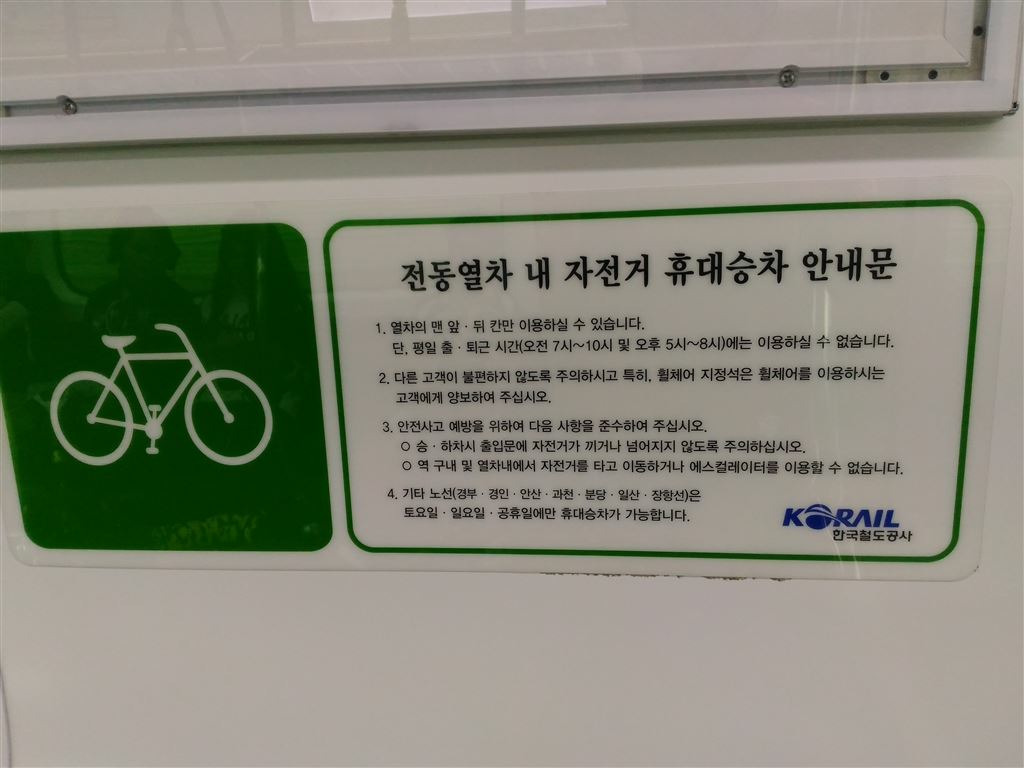 전동열차 내 자전거 휴대승차 안내문
1. 열차의 맨 앞 · 뒤 칸만 이용하실 수 있습니다.
단, 평일 출 · 퇴근 시간(오전 7시~10시 및 오후 5시~8시)에는 이용하실 수 없습니다.
2. 다른 고객이 불편하지 않도록 주의하시고 특히, 휠체어 지정석은 휠체어를 이용하시는
고객에게 양보하여 주십시오.
3. 안전사고 예방을 위하여 다음 사항을 준수하여 주십시오.
○ 승 · 하차시 출입문에 자전거가 끼거나 넘어지지 않도록 주의하십시오.
○ 역 구내 및 열차내에서 자전거를 타고 이동하거나 에스컬레이터를 이용할 수 없습니다.
4. 기타 노선(경부 · 경인 · 안산 · 과천 · 분당 · 일산 · 장항선)은
토요일 · 일요일 · 공휴일에만 휴대승차가 가능합니다.
KORAIL
한국철도공사